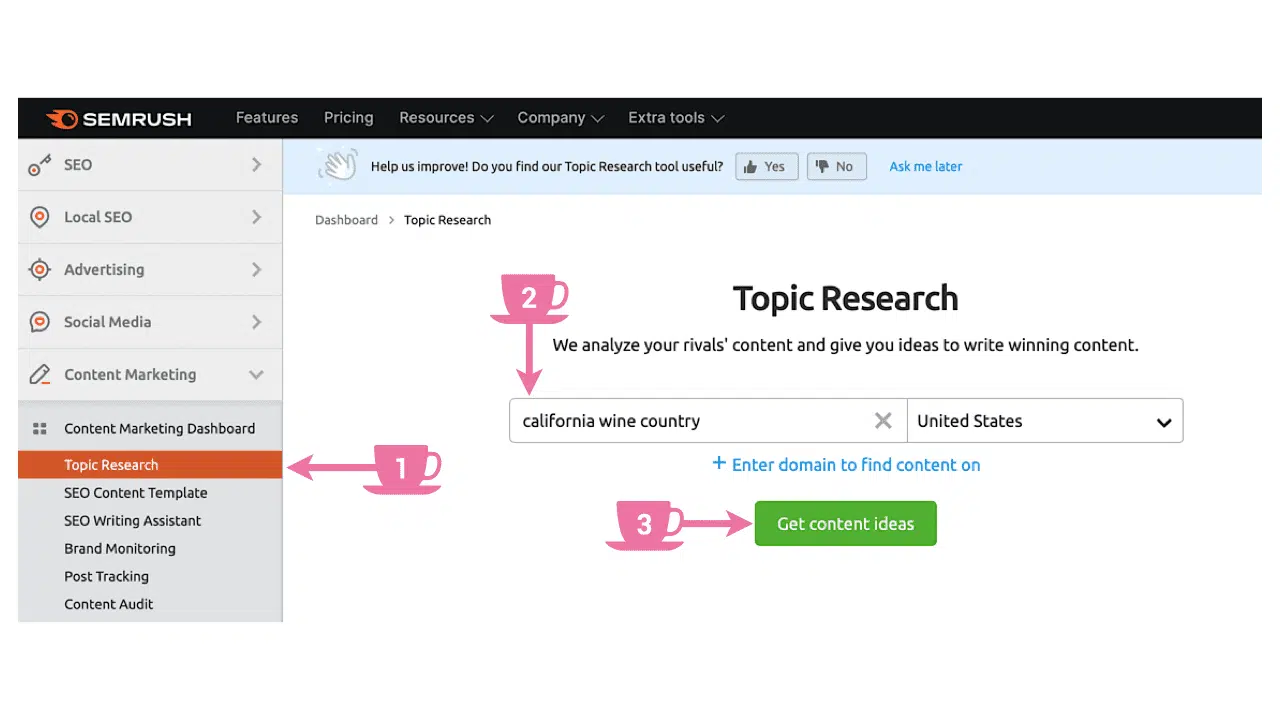 SEMRUSH Features Pricing Resources Company Extra tools
SEO
Local SEO
Advertising
Social Media
Content Marketing
Content Marketing Dashboard
Topic Research
SEO Content Template
SEO Writing Assistant
Brand Monitoring
Post Tracking
Content Audit
1
Help us improve! Do you find our Topic Research tool useful? Yes No Ask me later
Dashboard > Topic Research
2
Topic Research
We analyze your rivals' content and give you ideas to write winning content.
california wine country United States
+ Enter domain to find content on
3
Get content ideas